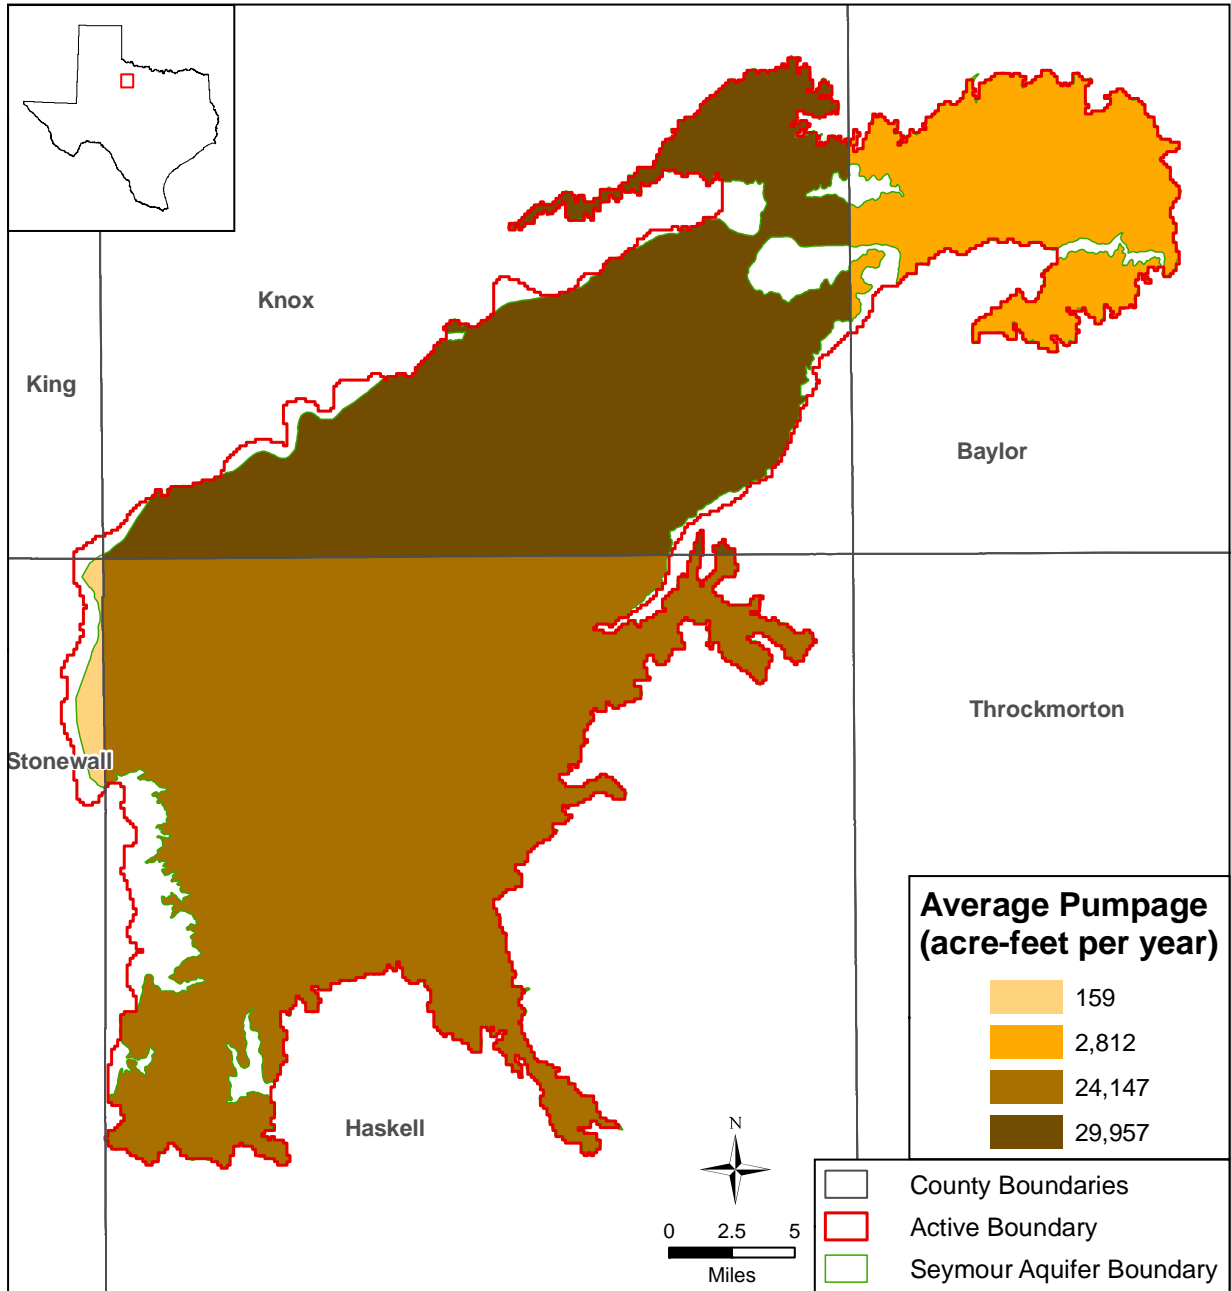 Knox
King
Baylor
Throckmorton
Stonewall
Haskell
Average Pumpage
(acre-feet per year)
159
2,812
24,147
29,957
N
0 2.5 5
Miles
County Boundaries
Active Boundary
Seymour Aquifer Boundary